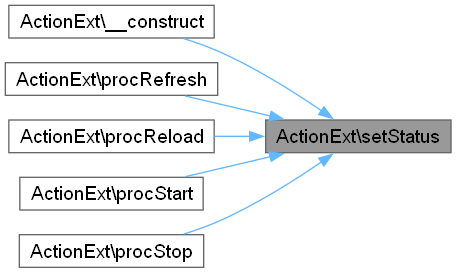 ActionExt\__construct
ActionExt\procRefresh
ActionExt\procReload
ActionExt\setStatus
ActionExt\procStart
ActionExt\procStop